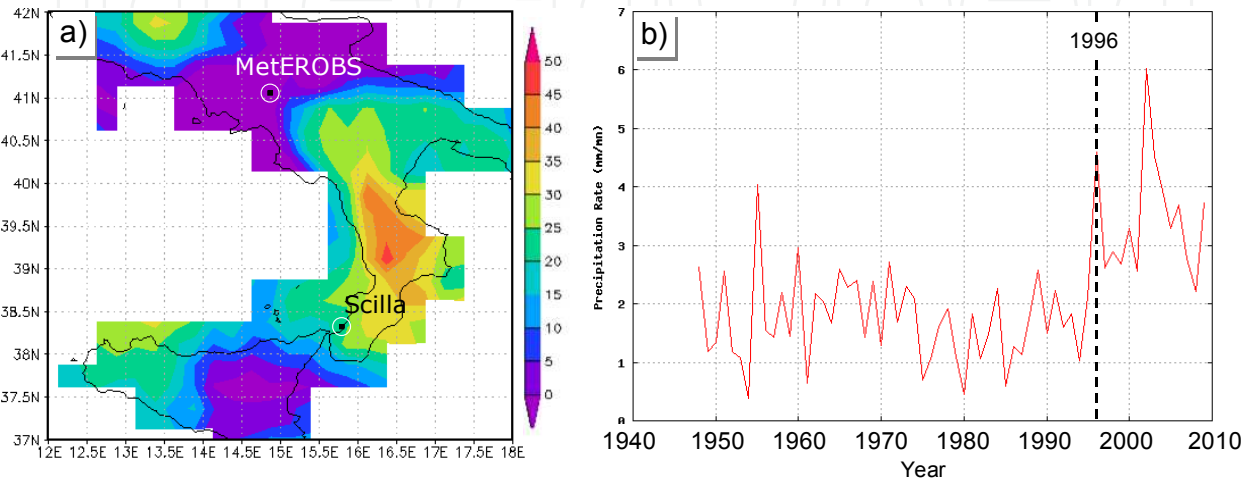 a)
42N
41.5N
41N
40.5N
40N
39.5N
39N
38.5N
38N
37.5N
37N
MetEROBS
Scilla
12E 12.5E 13E 13.5E 14E 14.5E 15E 15.5E 16E 16.5E 17E 17.5E 18E
50
45
40
35
30
25
20
15
10
5
0
b)
1996
Precipitation Rate (mm/mn)
7
6
5
4
3
2
1
0
1940 1950 1960 1970 1980 1990 2000 2010
Year